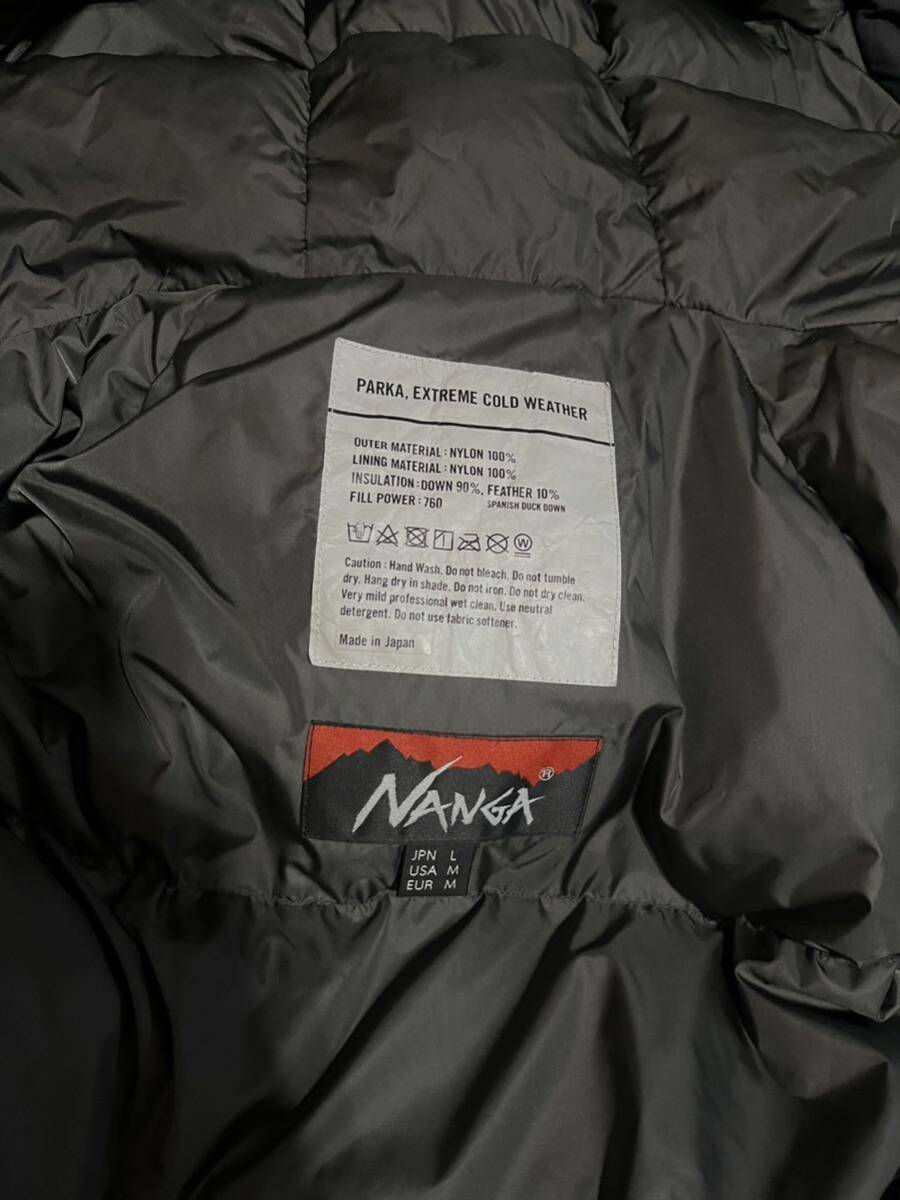 PARKA, EXTREME COLD WEATHER
OUTER MATERIAL : NYLON 100%
LINING MATERIAL : NYLON 100%
INSULATION : DOWN 90%, FEATHER 10%
FILL POWER : 760 SPANISH DUCK DOWN
W
Caution : Hand Wash. Do not bleach. Do not tumble
dry. Hang dry in shade. Do not iron. Do not dry clean.
Very mild professional wet clean. Use neutral
detergent. Do not use fabric softener.
Made in Japan
NANGA®
JPN L
USA M
EUR M